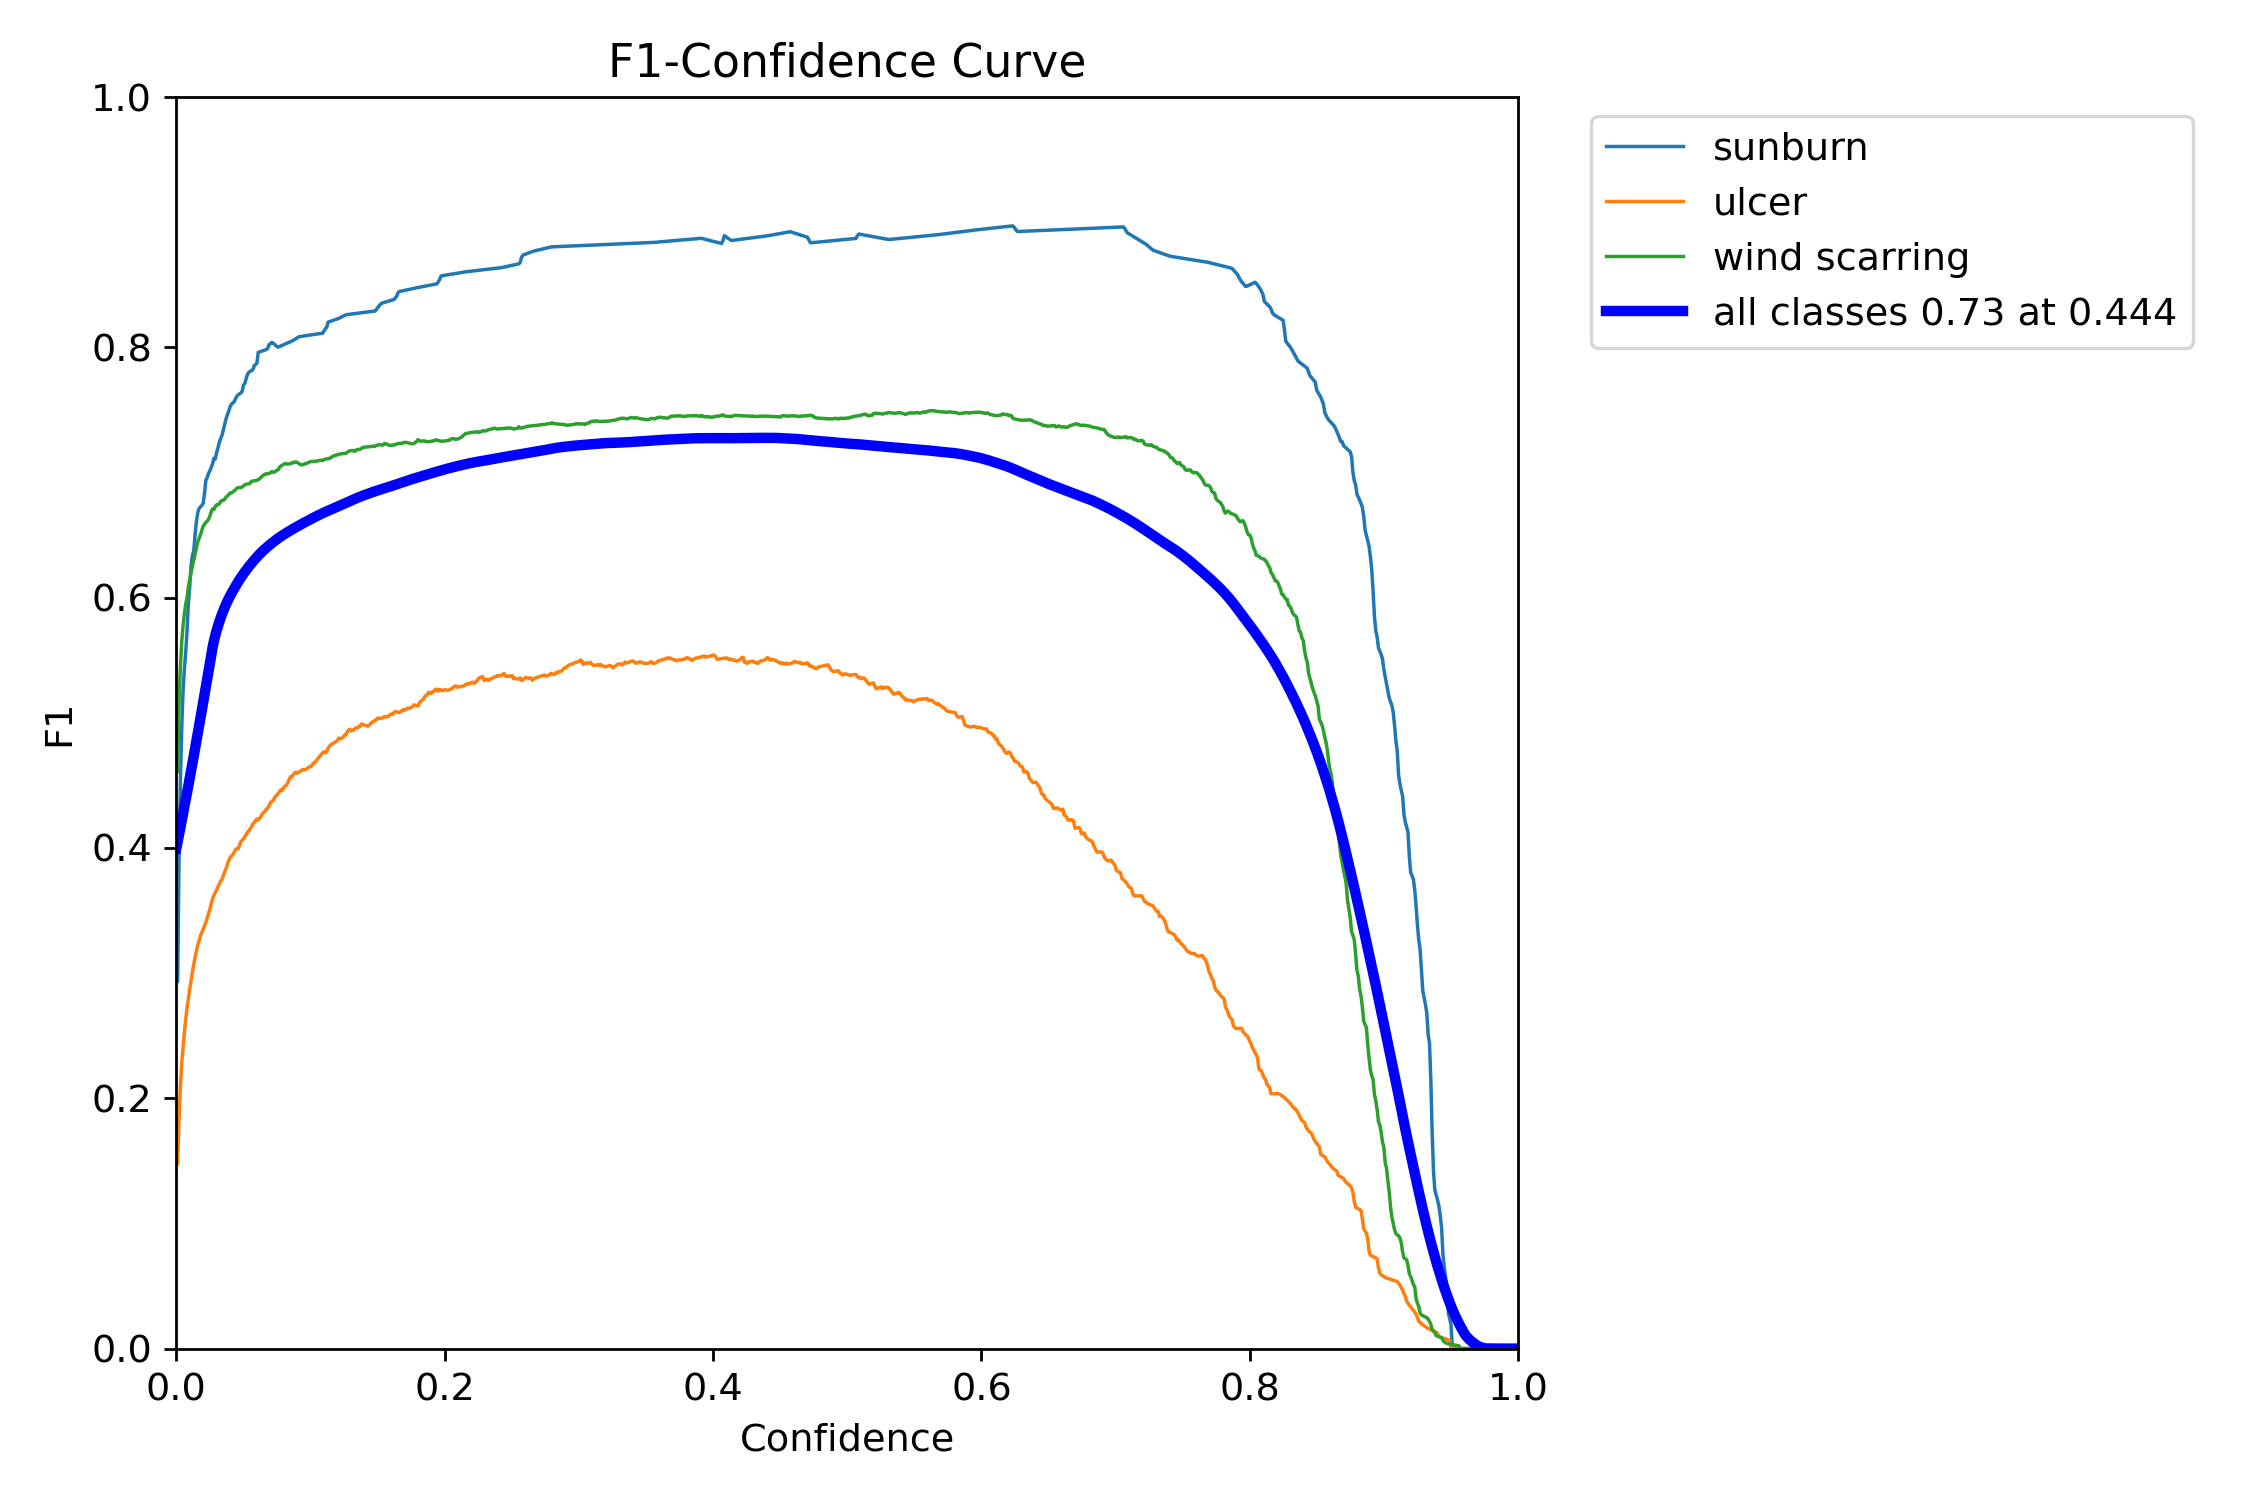 F1-Confidence Curve
1.0
0.8
0.6
0.4
0.2
0.0
F1
0.0 0.2 0.4 0.6 0.8 1.0
Confidence
sunburn
ulcer
wind scarring
all classes 0.73 at 0.444